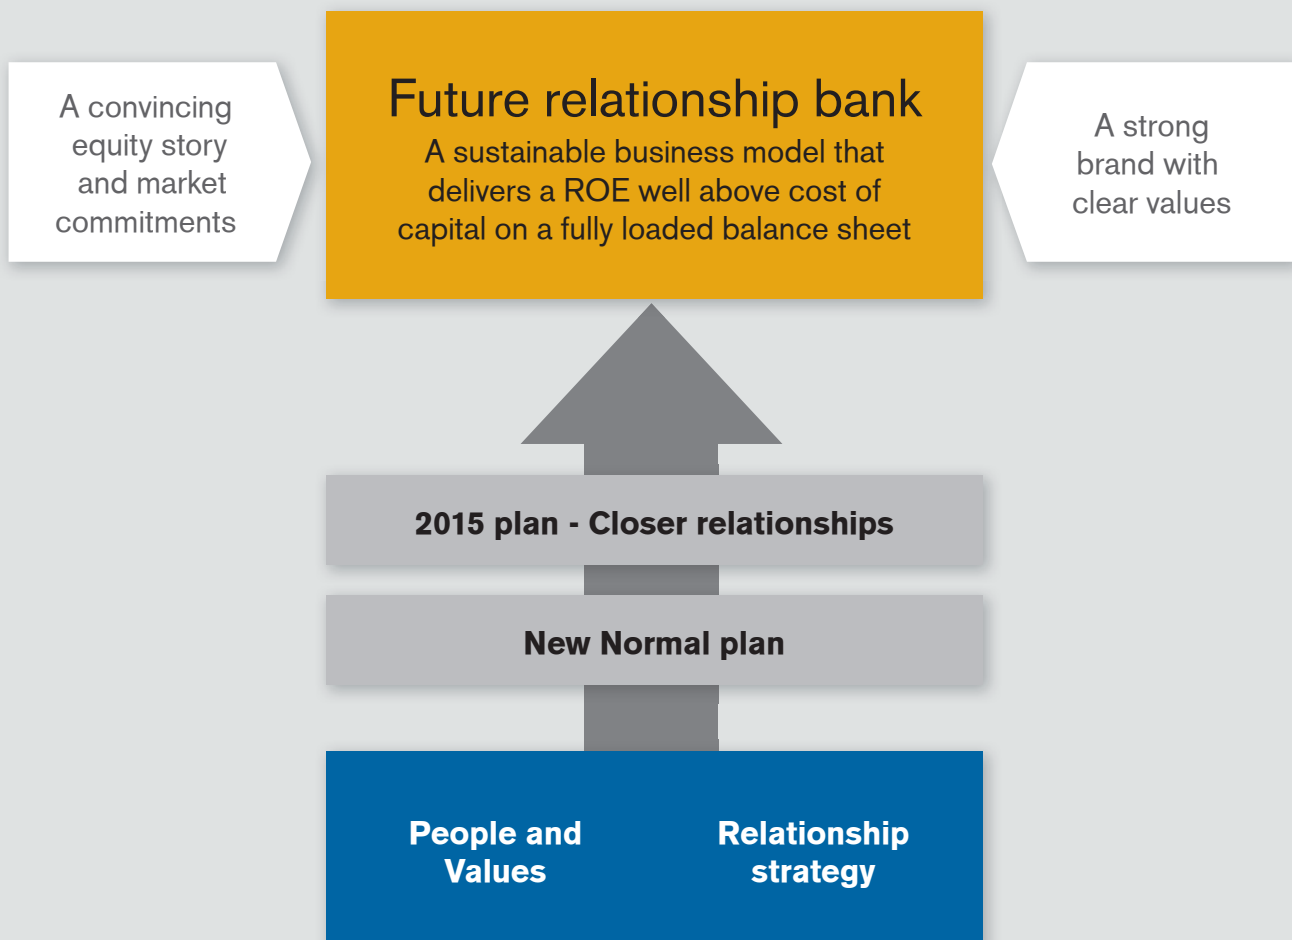 A convincing
equity story
and market
commitments
Future relationship bank
A sustainable business model that
delivers a ROE well above cost of
capital on a fully loaded balance sheet
A strong
brand with
clear values
2015 plan - Closer relationships
New Normal plan
People and
Values
Relationship
strategy